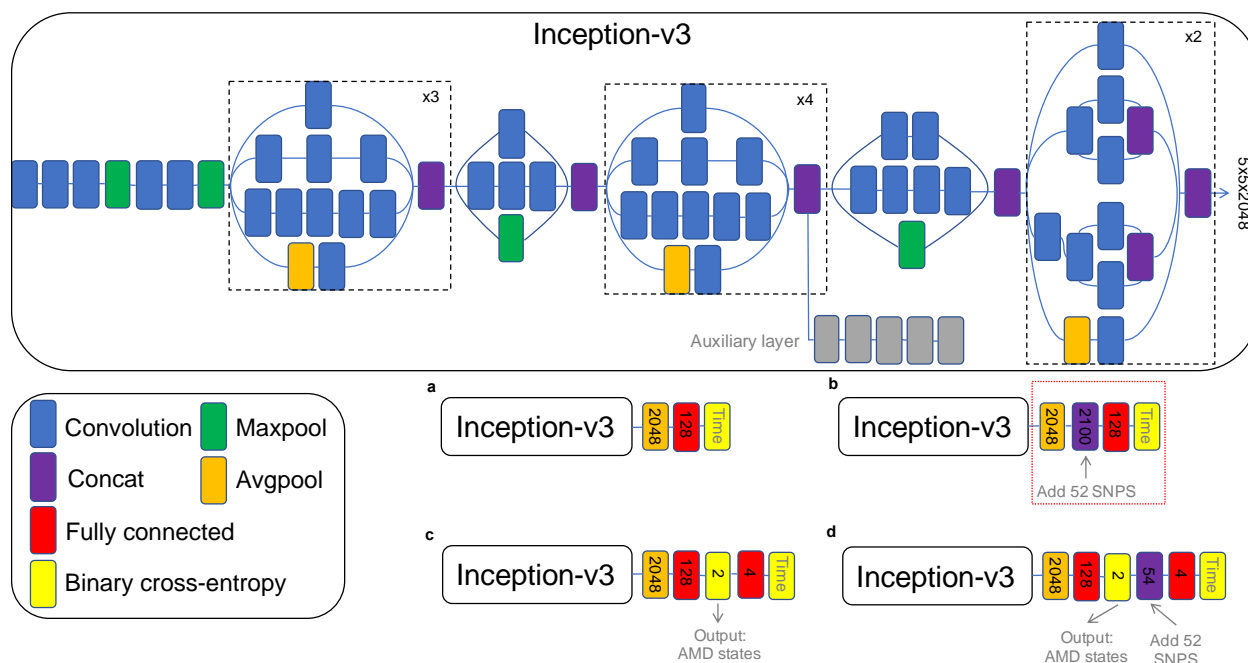 Inception-v3
x3
x4
x2
5x5x2048
Auxiliary layer
Convolution
Maxpool
Concat
Avgpool
Fully connected
Binary cross-entropy
a
Inception-v3
2048
128
Time
b
Inception-v3
2048
2100
128
Time
Add 52 SNPS
c
Inception-v3
2048
128
2
4
Time
Output:
AMD states
d
Inception-v3
2048
128
2
54
4
Time
Output:
AMD states
Add 52
SNPS